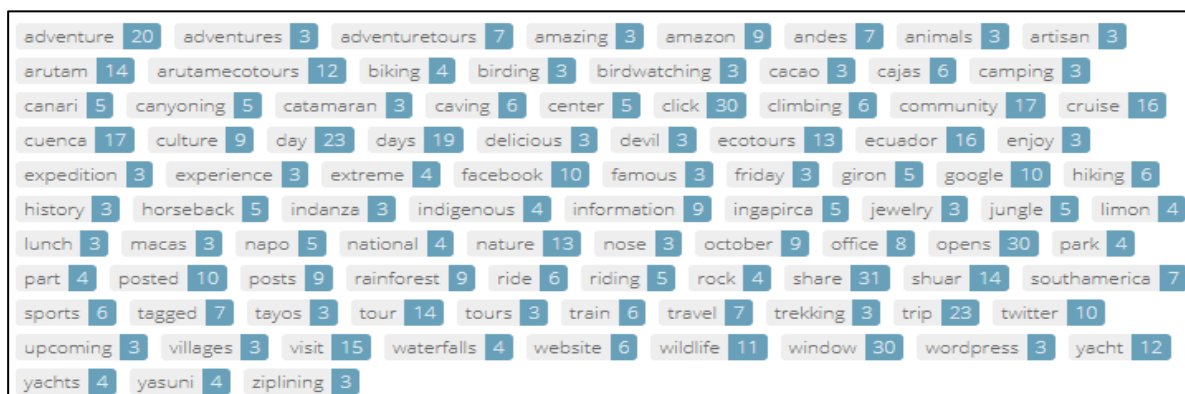 adventure 20 adventures 3 adventuretours 7 amazing 3 amazon 9 andes 7 animals 3 artisan 3
arutam 14 arutamecotours 12 biking 4 birding 3 birdwatching 3 cacao 3 cajas 6 camping 3
canari 5 canyoning 5 catamaran 3 caving 6 center 5 click 30 climbing 6 community 17 cruise 16
cuenca 17 culture 9 day 23 days 19 delicious 3 devil 3 ecotours 13 ecuador 16 enjoy 3
expedition 3 experience 3 extreme 4 facebook 10 famous 3 friday 3 giron 5 google 10 hiking 6
history 3 horseback 5 indanza 3 indigenous 4 information 9 ingapirca 5 jewelry 3 jungle 5 limon 4
lunch 3 macas 3 napo 5 national 4 nature 13 nose 3 october 9 office 8 opens 30 park 4
part 4 posted 10 posts 9 rainforest 9 ride 6 riding 5 rock 4 share 31 shuar 14 southamerica 7
sports 6 tagged 7 tayos 3 tour 14 tours 3 train 6 travel 7 trekking 3 trip 23 twitter 10
upcoming 3 villages 3 visit 15 waterfalls 4 website 6 wildlife 11 window 30 wordpress 3 yacht 12
yachts 4 yasuni 4 ziplining 3